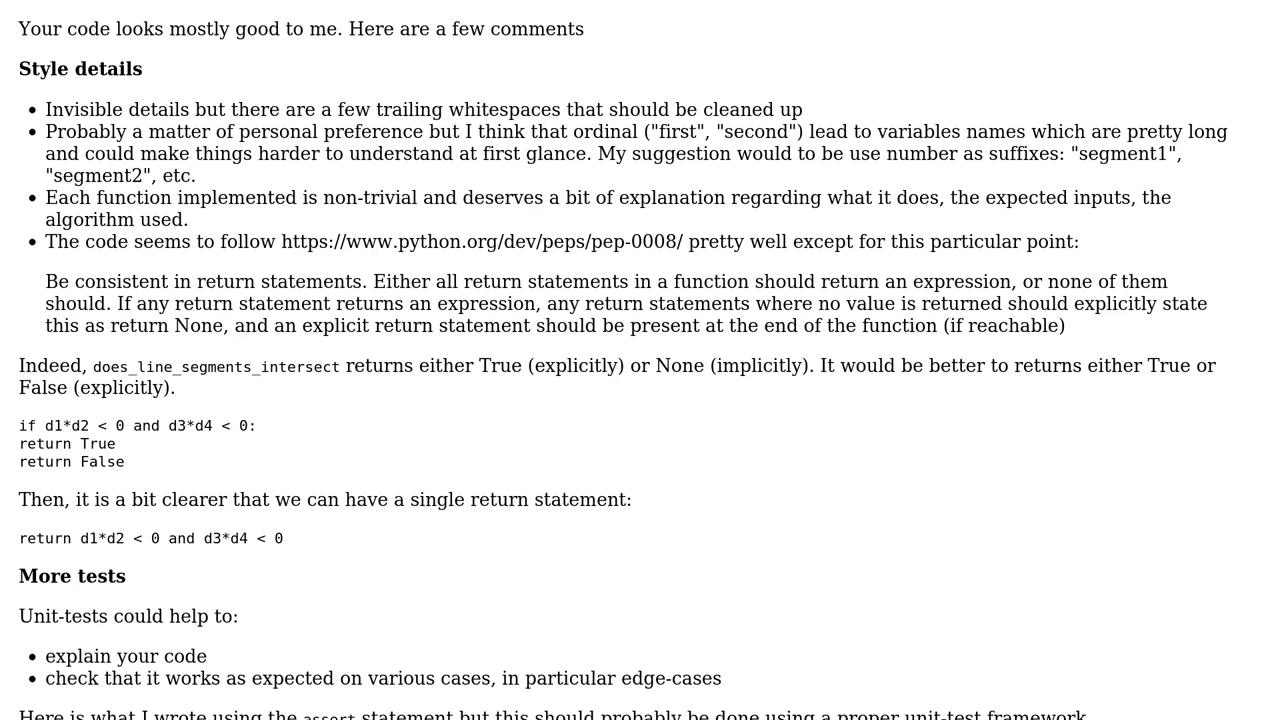 Your code looks mostly good to me. Here are a few comments
Style details
• Invisible details but there are a few trailing whitespaces that should be cleaned up
• Probably a matter of personal preference but I think that ordinal ("first", "second") lead to variables names which are pretty long
and could make things harder to understand at first glance. My suggestion would to be use number as suffixes: "segment1",
"segment2", etc.
• Each function implemented is non-trivial and deserves a bit of explanation regarding what it does, the expected inputs, the
algorithm used.
• The code seems to follow https://www.python.org/dev/peps/pep-0008/ pretty well except for this particular point:
Be consistent in return statements. Either all return statements in a function should return an expression, or none of them
should. If any return statement returns an expression, any return statements where no value is returned should explicitly state
this as return None, and an explicit return statement should be present at the end of the function (if reachable)
Indeed, does_line_segments_intersect returns either True (explicitly) or None (implicitly). It would be better to returns either True or
False (explicitly).
if d1*d2 < 0 and d3*d4 < 0:
return True
return False
Then, it is a bit clearer that we can have a single return statement:
return d1*d2 < 0 and d3*d4 < 0
More tests
Unit-tests could help to:
• explain your code
• check that it works as expected on various cases, in particular edge-cases
Here is what I wrote using the assert statement but this should probably be done using a proper unit-test framework